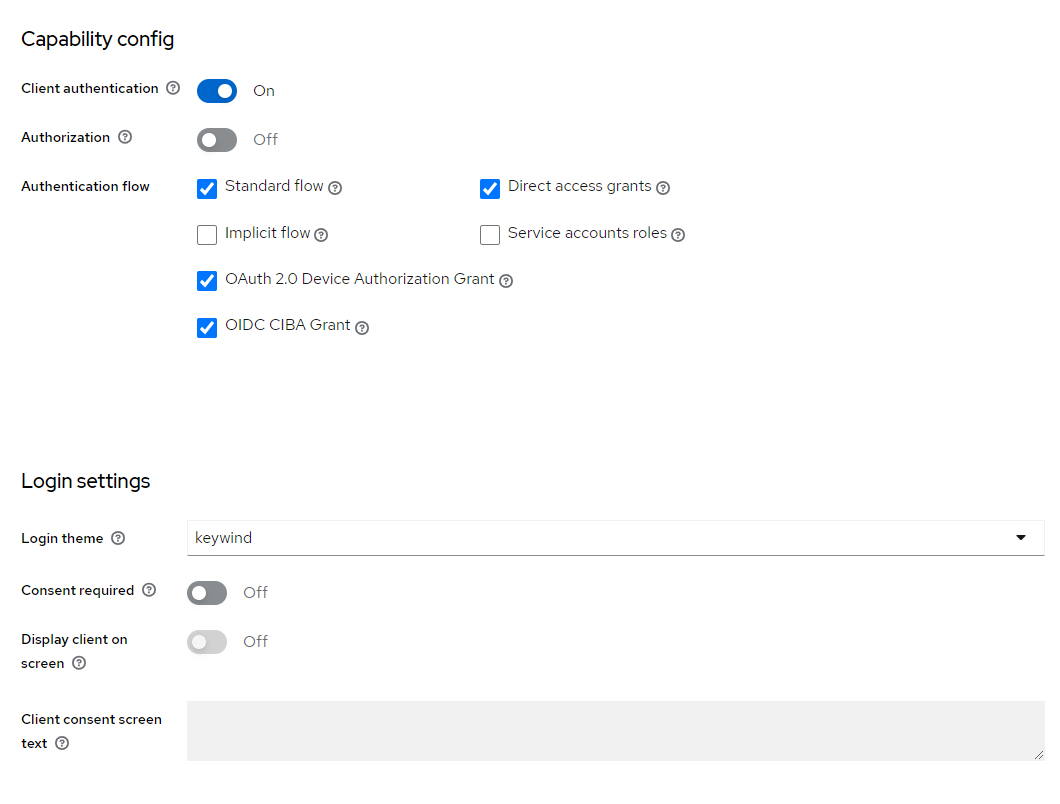 Capability config
Client authentication On
Authorization Off
Authentication flow Standard flow Direct access grants
Implicit flow Service accounts roles
OAuth 2.0 Device Authorization Grant
OIDC CIBA Grant
Login settings
Login theme keywind
Consent required Off
Display client on Off
screen
Client consent screen
text